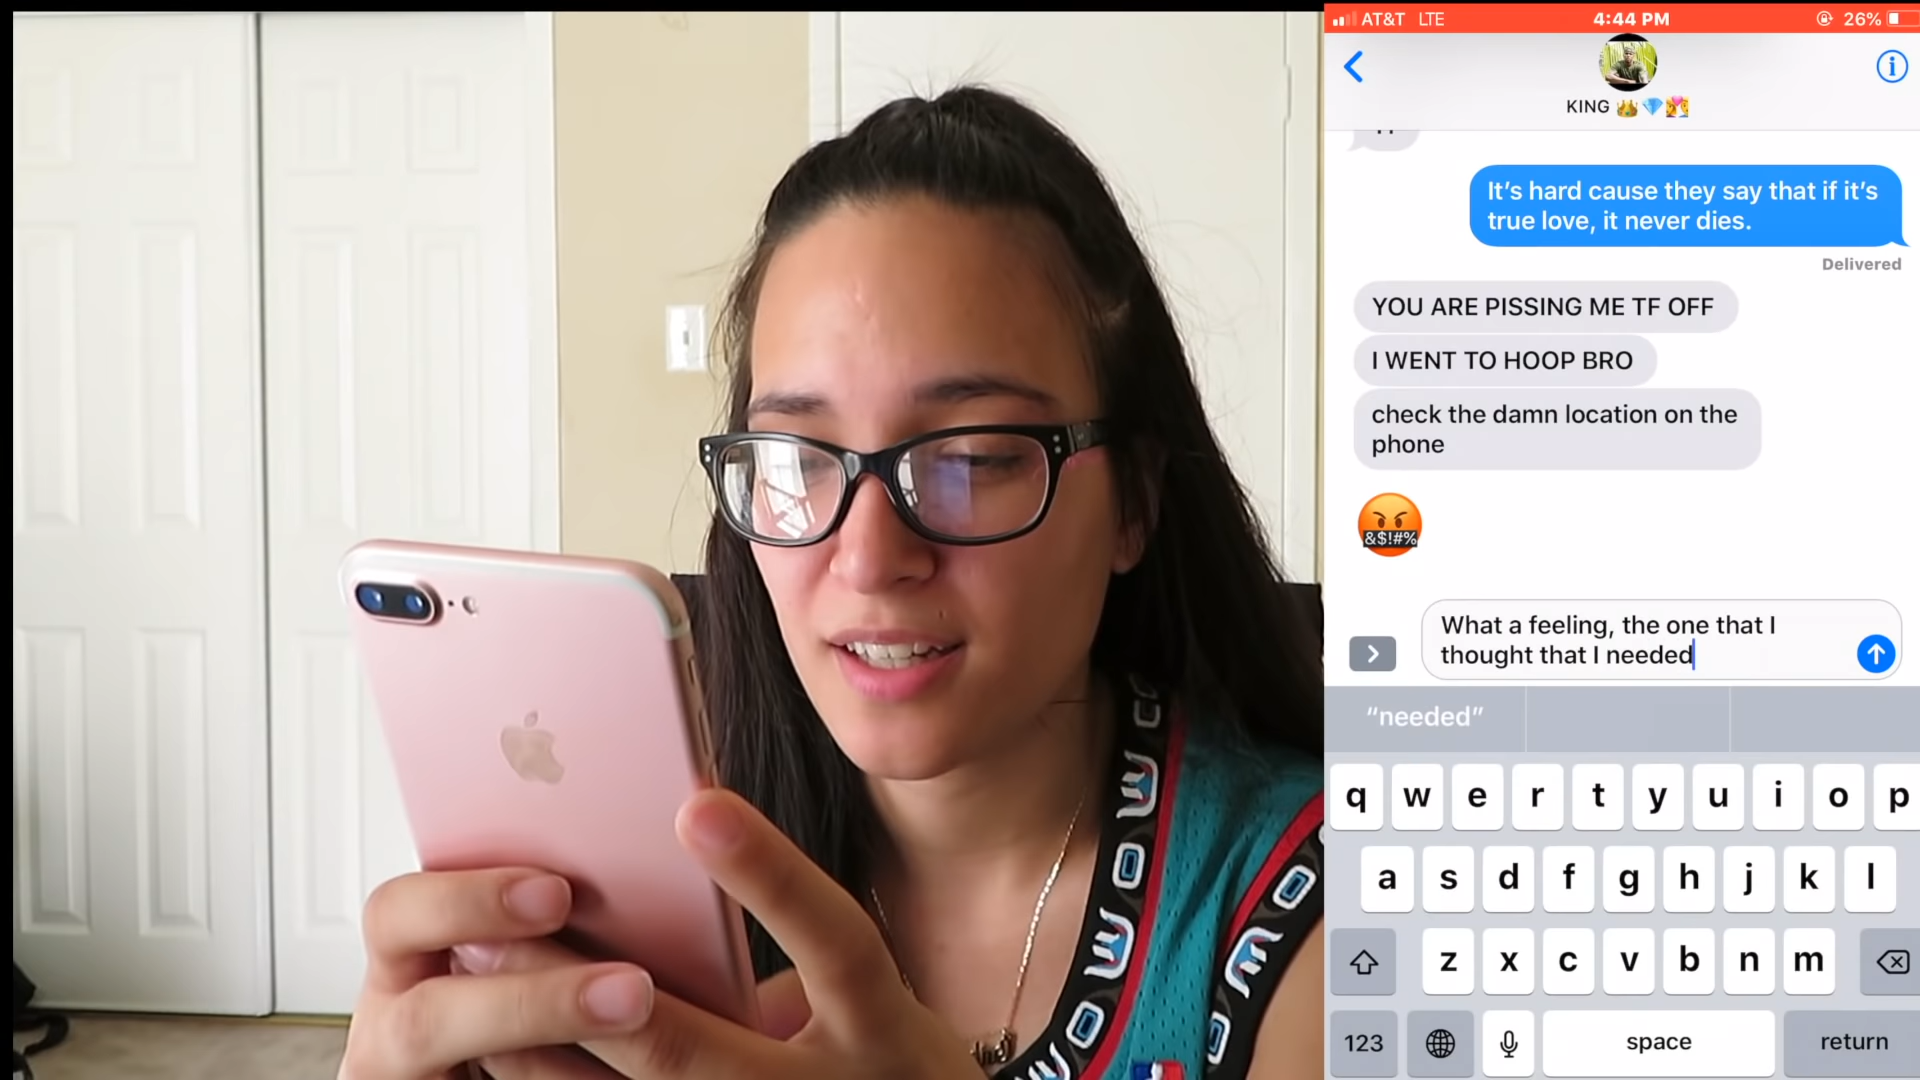 AT&T LTE 4:44 PM 26%
KING
It's hard cause they say that if it's
true love, it never dies.
Delivered
YOU ARE PISSING ME TF OFF
I WENT TO HOOP BRO
check the damn location on the
phone
&$!#%
What a feeling, the one that I
thought that I needed
"needed"
q w e r t y u i o p
a s d f g h j k l
z x c v b n m
123 space return